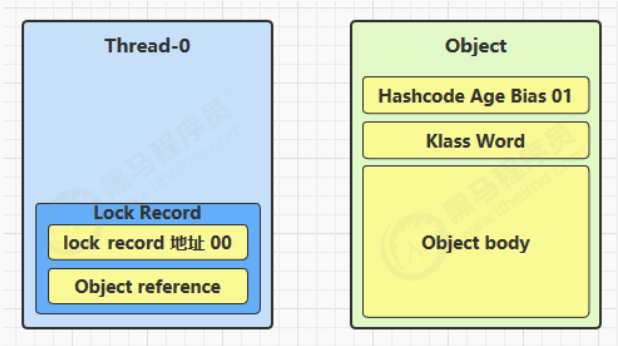 Thread-0
Lock Record
lock record 地址 00
Object reference
Object
Hashcode Age Bias 01
Klass Word
Object body
黑马程序员
www.itheima.com
黑马程序员
www.itheima.com